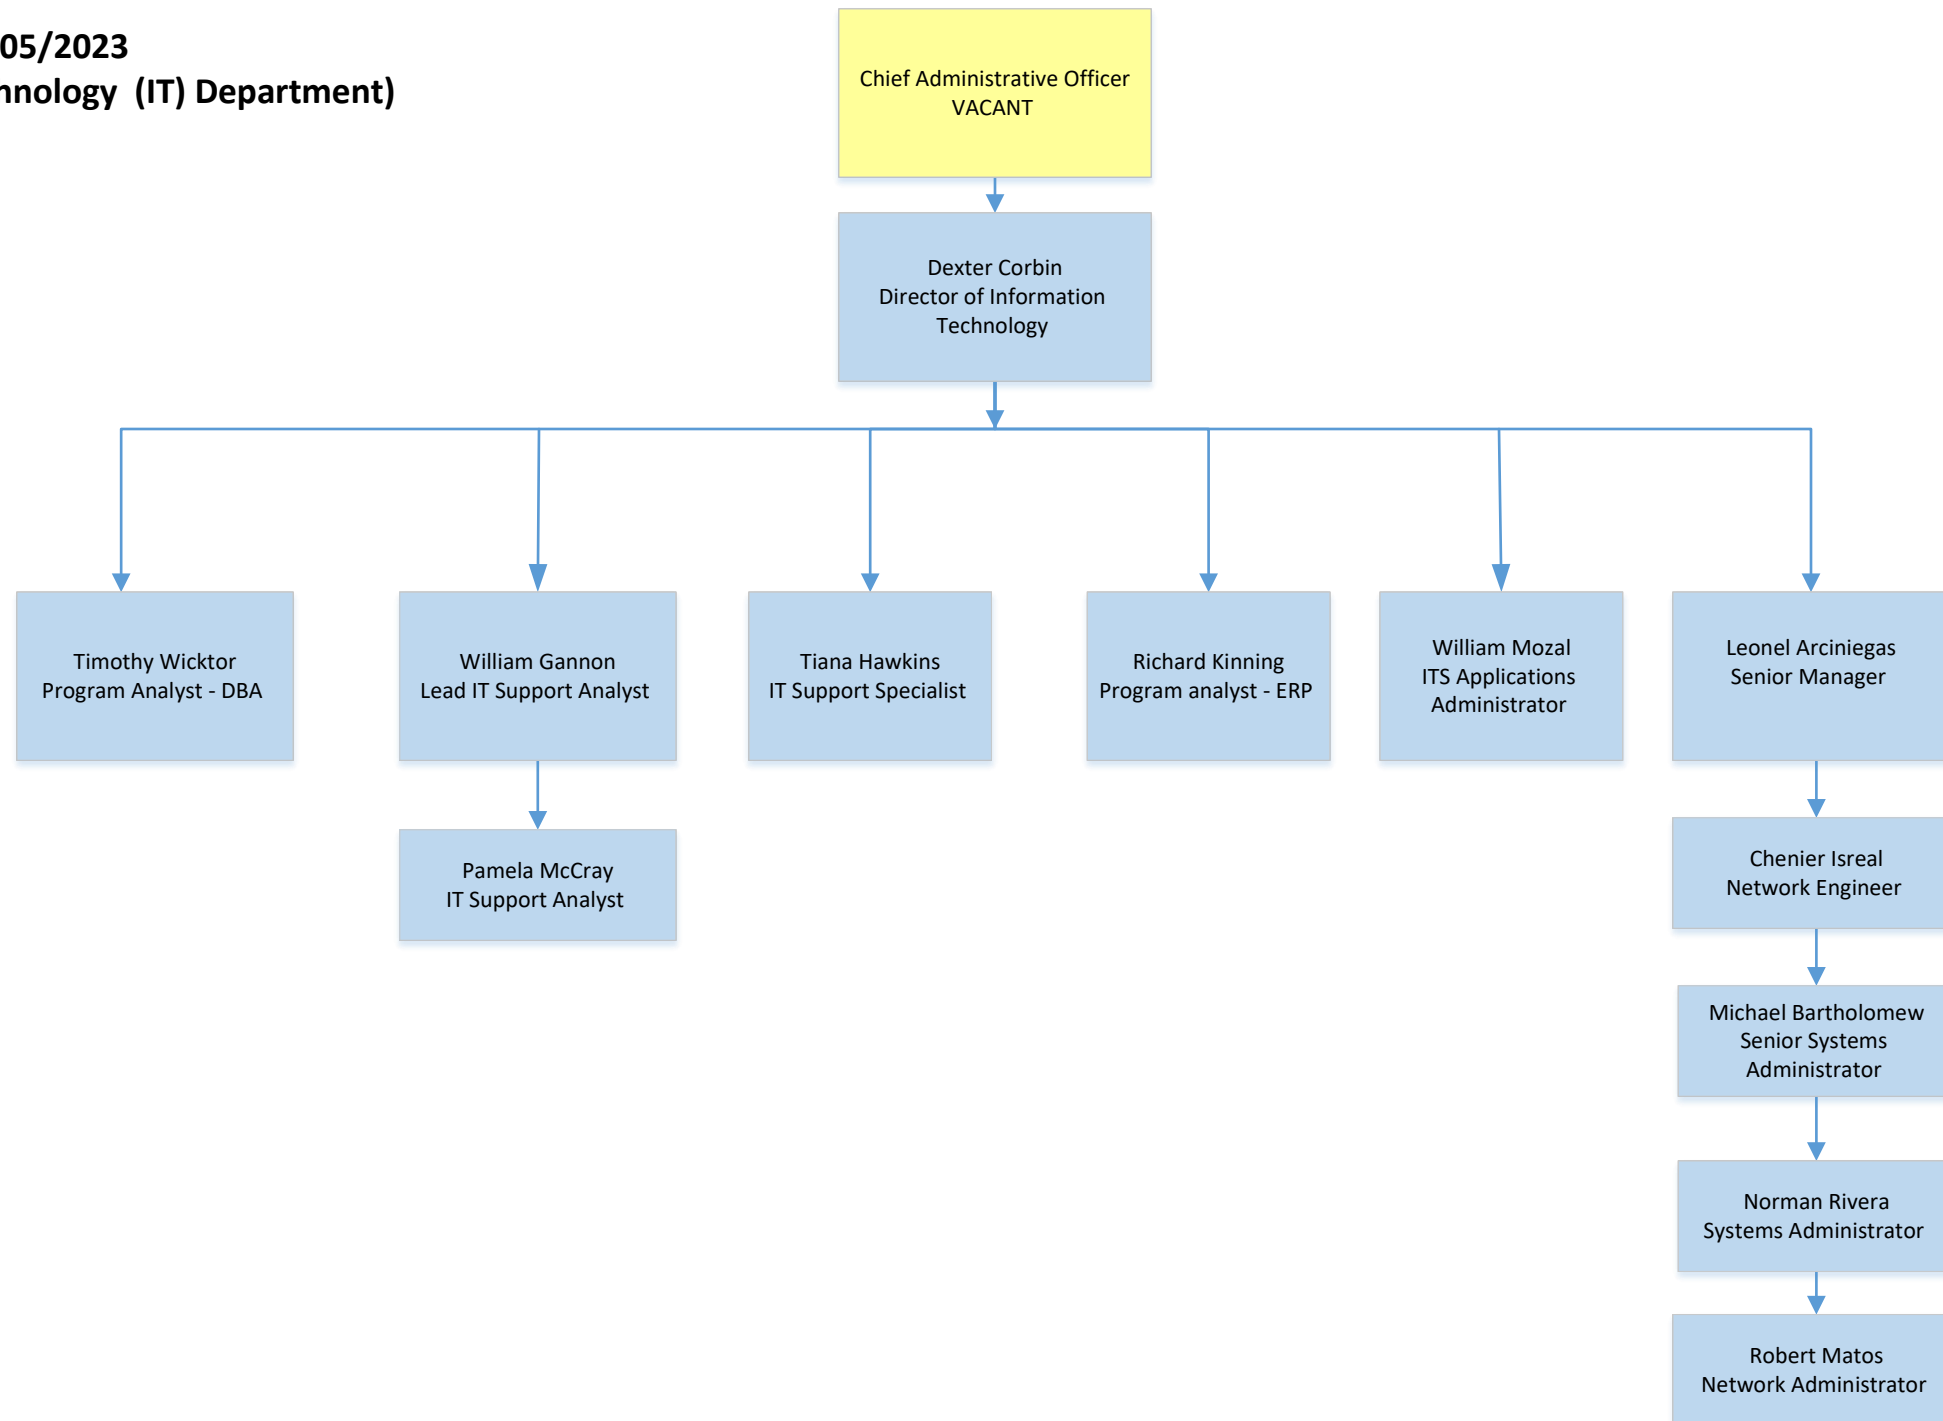 05/2023
hnology (IT) Department)
Chief Administrative Officer
VACANT
Dexter Corbin
Director of Information
Technology
Timothy Wicktor
Program Analyst - DBA
William Gannon
Lead IT Support Analyst
Tiana Hawkins
IT Support Specialist
Richard Kinning
Program analyst - ERP
William Mozal
ITS Applications
Administrator
Leonel Arciniegas
Senior Manager
Pamela McCray
IT Support Analyst
Chenier Isreal
Network Engineer
Michael Bartholomew
Senior Systems
Administrator
Norman Rivera
Systems Administrator
Robert Matos
Network Administrator